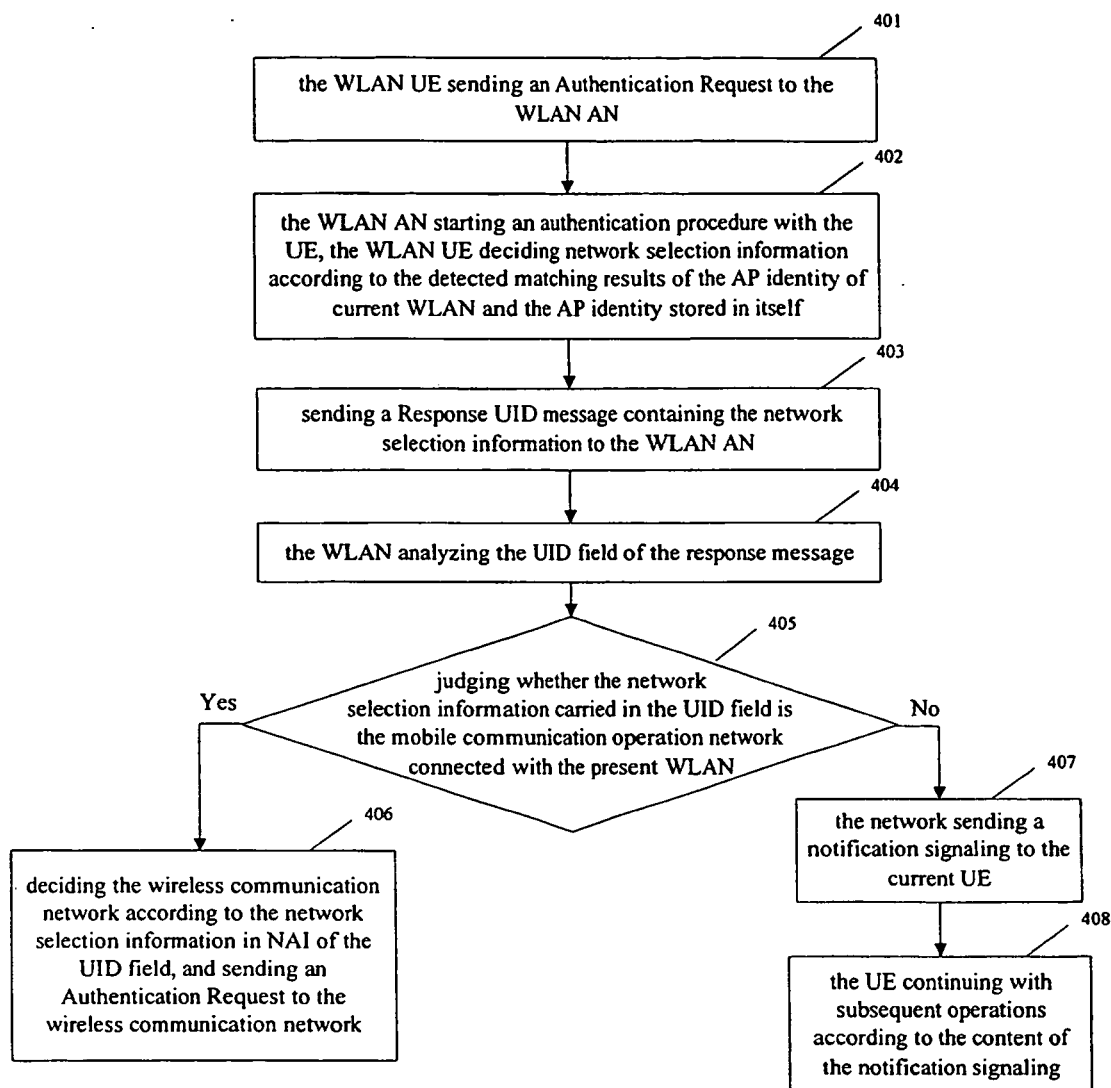 401
the WLAN UE sending an Authentication Request to the
WLAN AN
402
the WLAN AN starting an authentication procedure with the
UE, the WLAN UE deciding network selection information
according to the detected matching results of the AP identity of
current WLAN and the AP identity stored in itself
403
sending a Response UID message containing the network
selection information to the WLAN AN
404
the WLAN analyzing the UID field of the response message
405
judging whether the network
selection information carried in the UID field is
the mobile communication operation network
connected with the present WLAN
Yes
No
406
deciding the wireless communication
network according to the network
selection information in NAI of the
UID field, and sending an
Authentication Request to the
wireless communication network
407
the network sending a
notification signaling to the
current UE
408
the UE continuing with
subsequent operations
according to the content of
the notification signaling